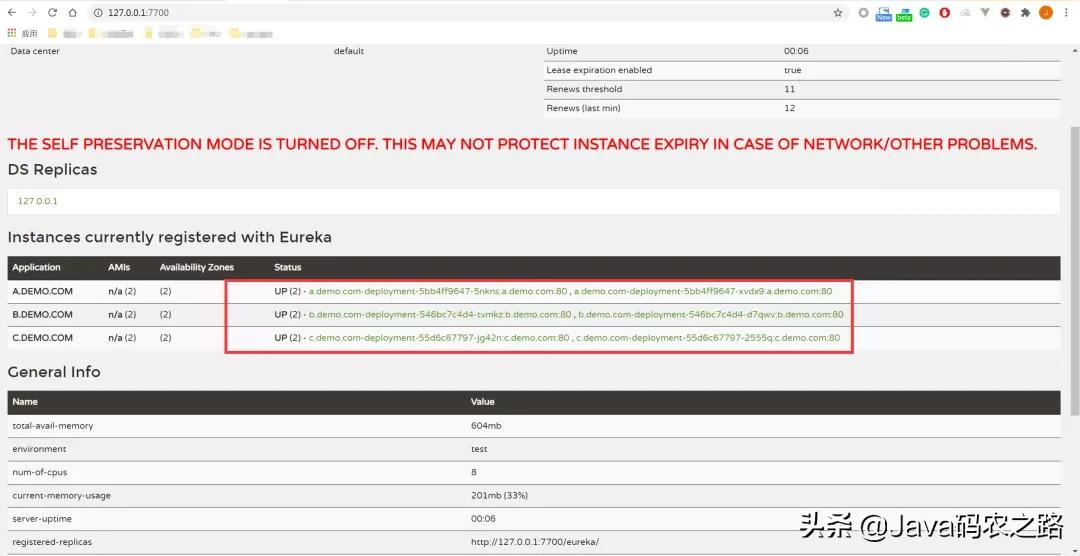 127.0.0.1:7700
New
beta
J
应用
Data center default Uptime 00:06
Lease expiration enabled true
Renews threshold 11
Renews (last min) 12
THE SELF PRESERVATION MODE IS TURNED OFF. THIS MAY NOT PROTECT INSTANCE EXPIRY IN CASE OF NETWORK/OTHER PROBLEMS.
DS Replicas
127.0.0.1
Instances currently registered with Eureka
Application AMIs Availability Zones Status
A.DEMO.COM n/a (2) (2) UP (2) - a.demo.com-deployment-5bb4ff9647-5nkns:a.demo.com:80 , a.demo.com-deployment-5bb4ff9647-xvdx9:a.demo.com:80
B.DEMO.COM n/a (2) (2) UP (2) - b.demo.com-deployment-546bc7c4d4-tvmkz:b.demo.com:80 , b.demo.com-deployment-546bc7c4d4-d7qwv:b.demo.com:80
C.DEMO.COM n/a (2) (2) UP (2) - c.demo.com-deployment-55d6c67797-jg42n:c.demo.com:80 , c.demo.com-deployment-55d6c67797-2555q:c.demo.com:80
General Info
Name Value
total-avail-memory 604mb
environment test
num-of-cpus 8
current-memory-usage 201mb (33%)
server-uptime 00:06
registered-replicas http://127.0.0.1:7700/eureka/
头条 @Java码农之路